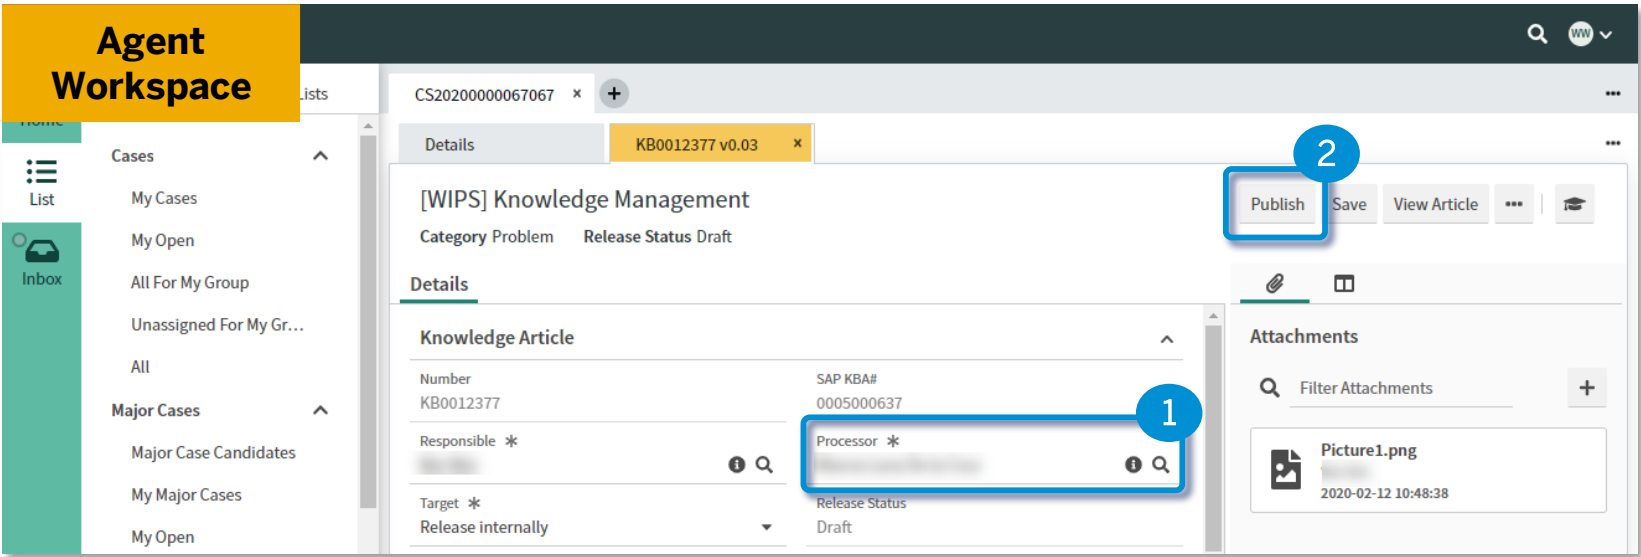 Agent
Workspace
WW
Lists
CS20200000067067
Home
Details
KB0012377 v0.03
2
Cases
List
My Cases
[WIPS] Knowledge Management
Publish
Save
View Article
My Open
Category Problem
Release Status Draft
Inbox
All For My Group
Details
Unassigned For My Gr...
Knowledge Article
Attachments
All
Number
SAP KBA#
Filter Attachments
KB0012377
0005000637
1
Major Cases
Responsible *
Processor *
Major Case Candidates
Picture1.png
My Major Cases
2020-02-12 10:48:38
Target *
Release Status
Release internally
Draft
My Open